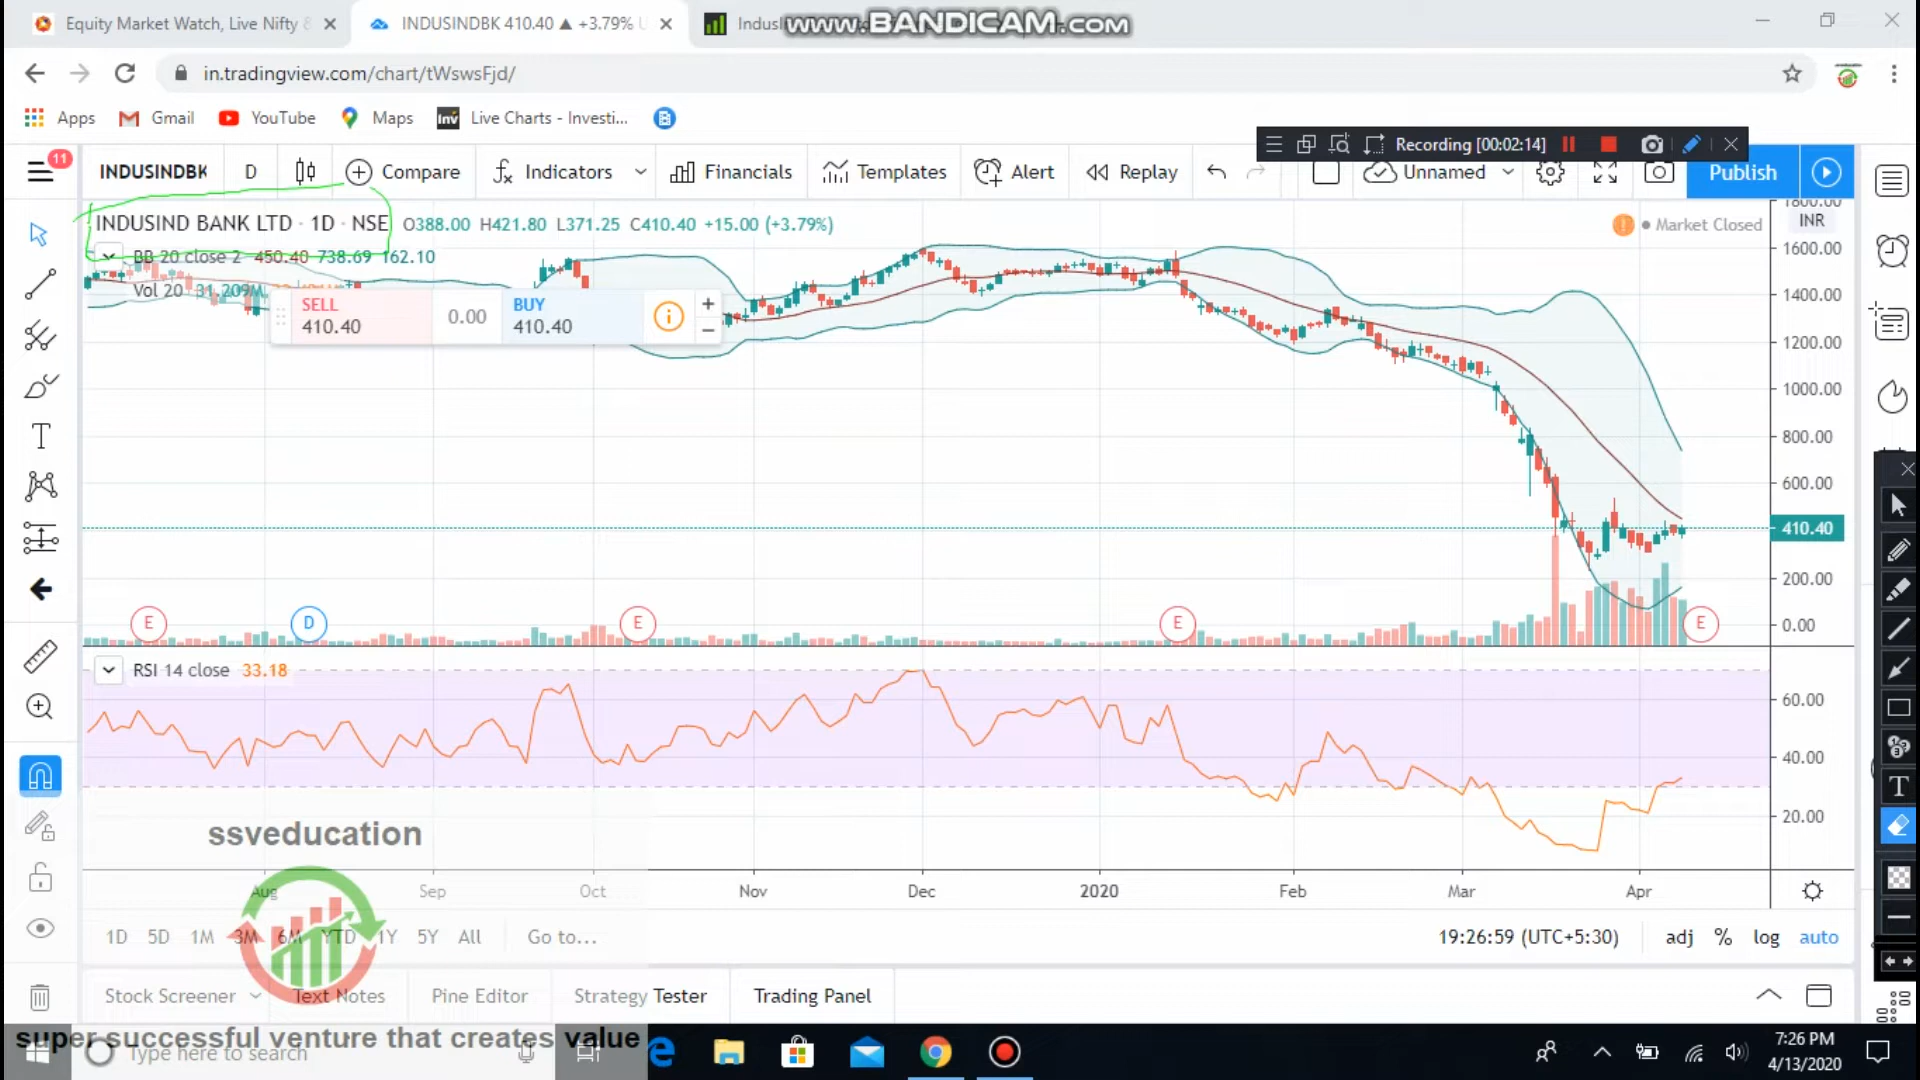 Equity Market Watch, Live Nifty &
INDUSINDBK 410.40 ▲ +3.79% U
IndusI
www.BANDICAM.com
in.tradingview.com/chart/tWswsFjd/
Apps
Gmail
YouTube
Maps
Inv
Live Charts - Investi...
Recording [00:02:14]
11
INDUSINDBK
D
Compare
Indicators
Financials
Templates
Alert
Replay
Unnamed
Publish
INDUSIND BANK LTD · 1D · NSE O388.00 H421.80 L371.25 C410.40 +15.00 (+3.79%)
Market Closed
INR
BB 20 close 2 450.40 738.69 162.10
Vol 20 31.209M
SELL
410.40
0.00
BUY
410.40
1800.00
1600.00
1400.00
1200.00
1000.00
800.00
600.00
410.40
200.00
0.00
E
D
E
E
E
RSI 14 close 33.18
60.00
40.00
20.00
ssveducation
Aug Sep Oct Nov Dec 2020 Feb Mar Apr
1D 5D 1M 3M 6M YTD 1Y 5Y All
Go to...
19:26:59 (UTC+5:30)
adj % log auto
Stock Screener
Text Notes
Pine Editor
Strategy Tester
Trading Panel
super successful venture that creates value
Type here to search
7:26 PM
4/13/2020